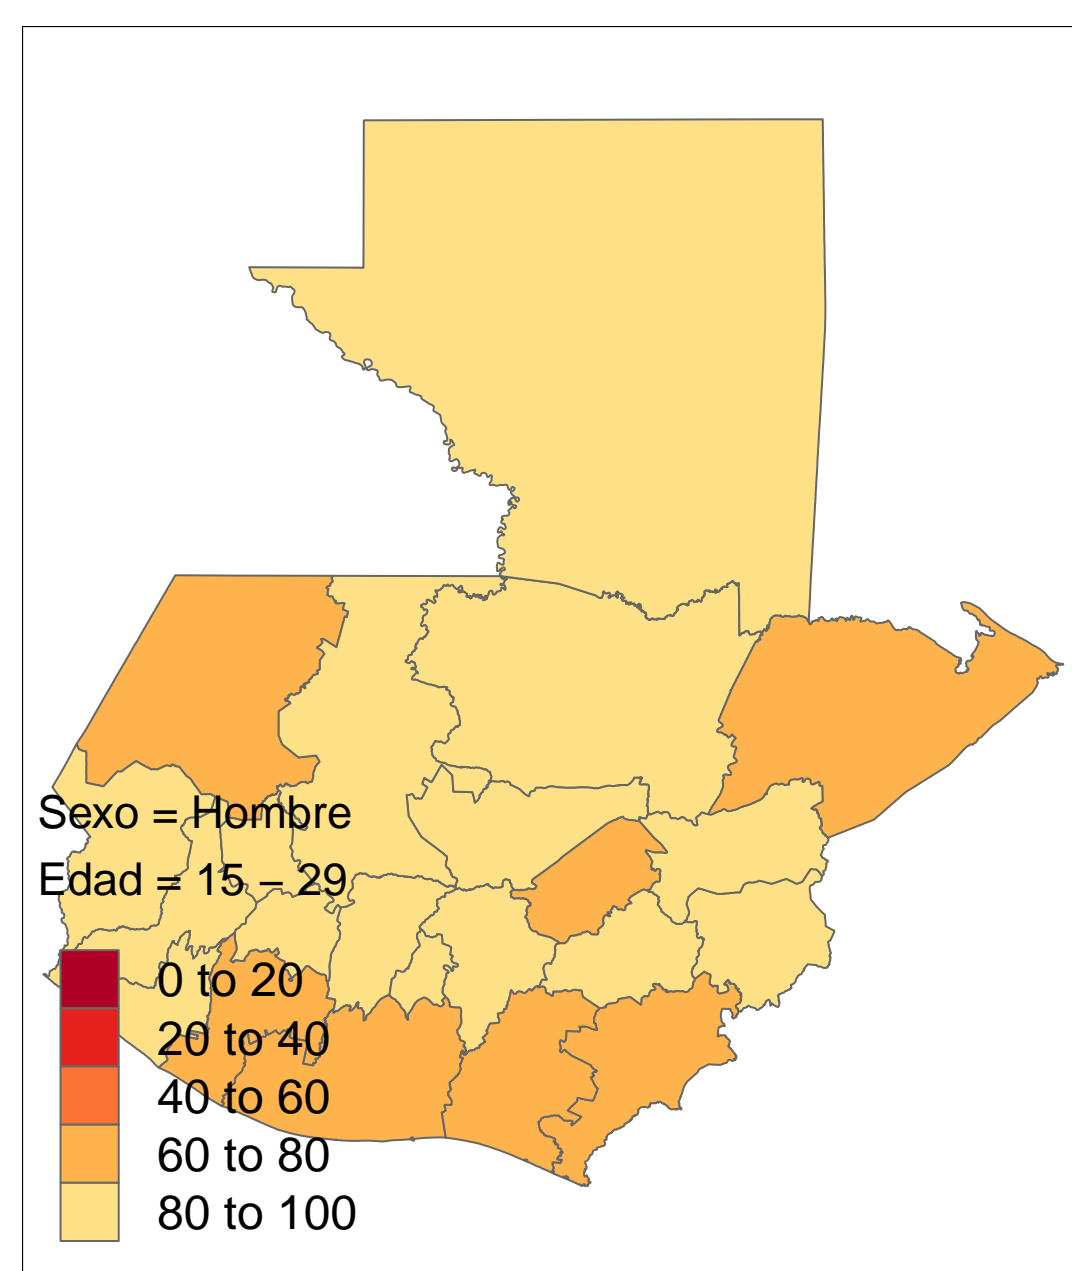 Sexo = Hombre
Edad = 15 – 29
0 to 20
20 to 40
40 to 60
60 to 80
80 to 100